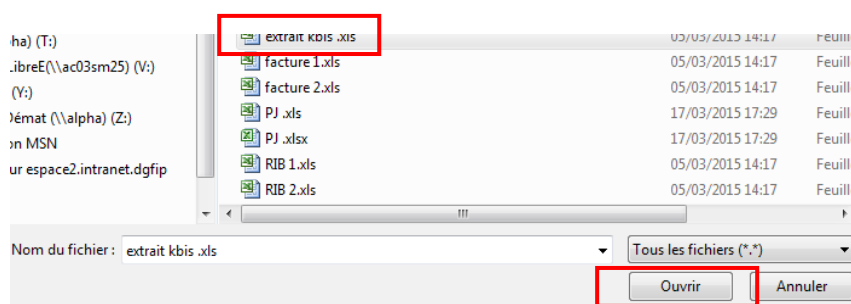 ha) (T:)
.ibreE(\\ac03sm25) (V:)
(Y:)
émat (\\alpha) (Z:)
on MSN
ur espace2.intranet.dgfip
extrait kbis .xls 05/03/2015 14:17 Feuill
facture 1.xls 05/03/2015 14:17 Feuill
facture 2.xls 05/03/2015 14:17 Feuill
PJ .xls 17/03/2015 17:29 Feuill
PJ .xlsx 17/03/2015 17:29 Feuill
RIB 1.xls 05/03/2015 14:17 Feuill
RIB 2.xls 05/03/2015 14:17 Feuill
Nom du fichier : extrait kbis .xls Tous les fichiers (*.*)
Ouvrir Annuler